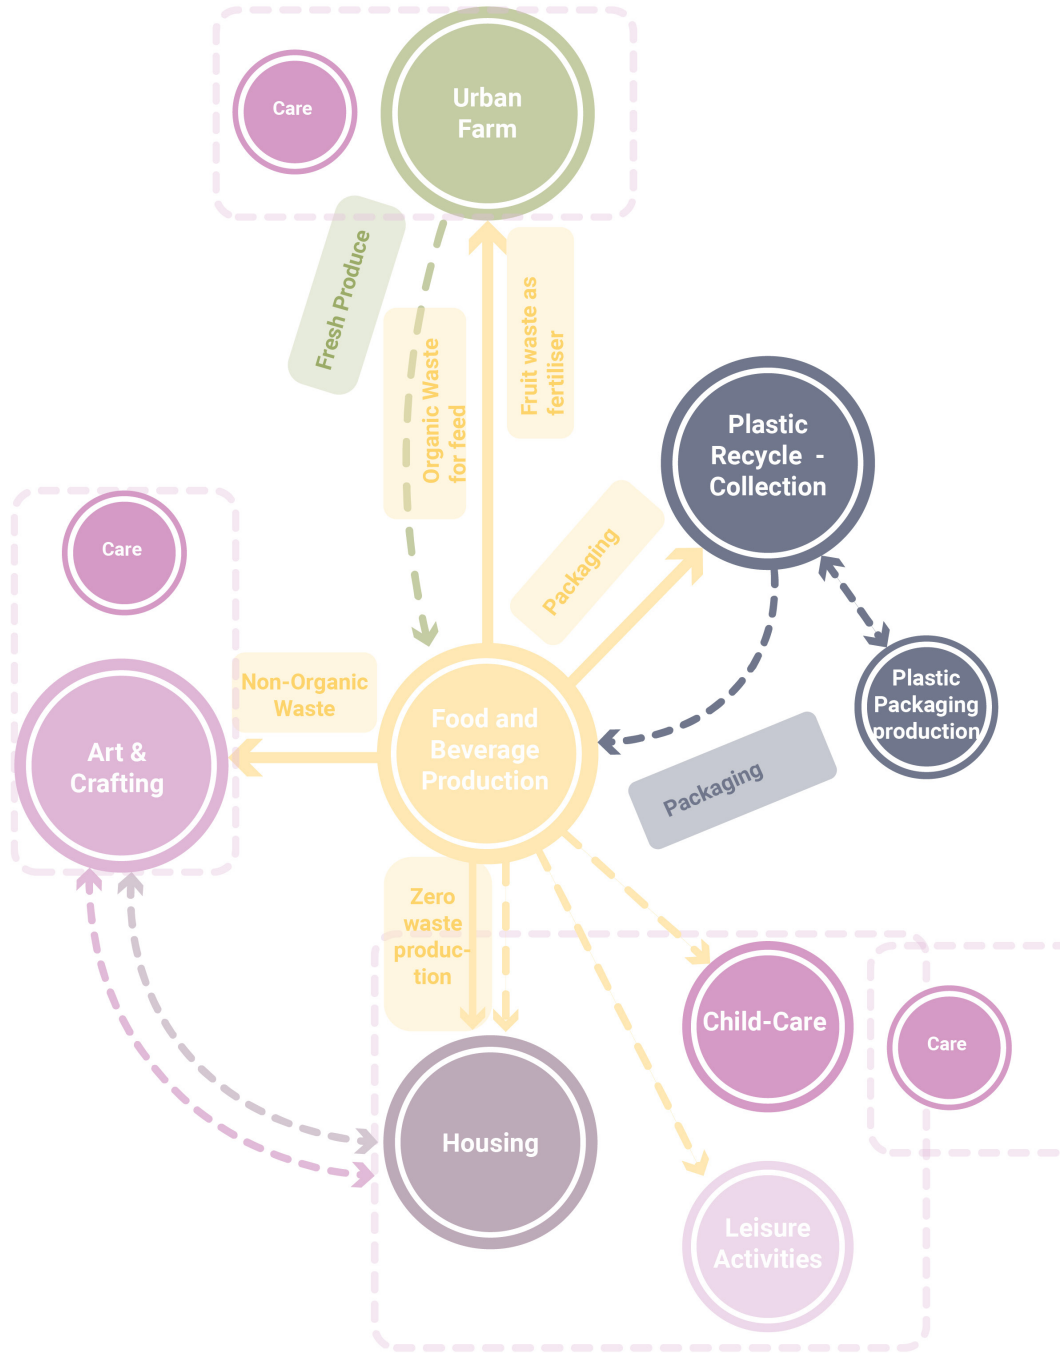 Urban
Farm
Care
Fresh Produce
Organic Waste
for feed
Fruit waste as
fertiliser
Plastic
Recycle -
Collection
Packaging
Care
Non-Organic
Waste
Art &
Crafting
Food and
Beverage
Production
Plastic
Packaging
production
Packaging
Zero
waste
produc-
tion
Child-Care
Care
Housing
Leisure
Activities